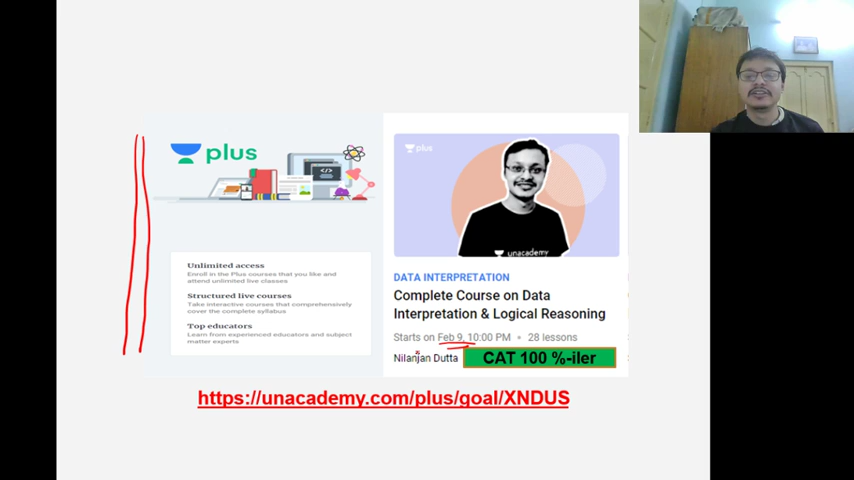 plus
Unlimited access
Enroll in the Plus courses that you like and
attend unlimited live classes
Structured live courses
Take interactive courses that comprehensively
cover the complete syllabus
Top educators
Learn from experienced educators and subject
matter experts
plus
unacademy
DATA INTERPRETATION
Complete Course on Data
Interpretation & Logical Reasoning
Starts on Feb 9, 10:00 PM • 28 lessons
Nilanjan Dutta
CAT 100 %-iler
https://unacademy.com/plus/goal/XNDUS